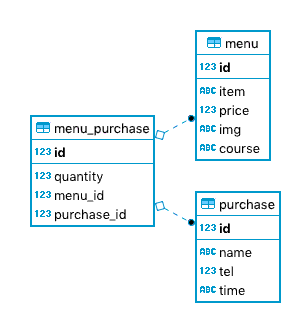 menu
123 id
ABC item
123 price
ABC img
ABC course
menu_purchase
123 id
123 quantity
123 menu_id
123 purchase_id
purchase
123 id
ABC name
123 tel
ABC time